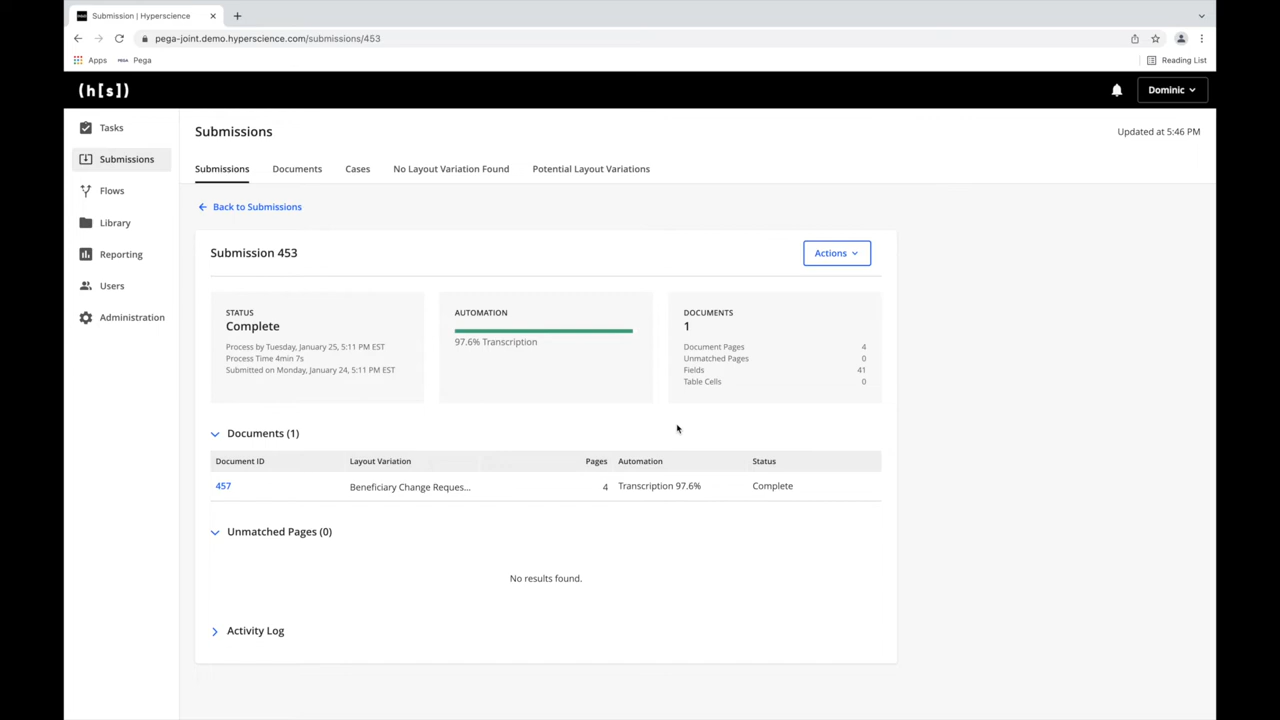 Submission | Hyperscience
pega-joint.demo.hyperscience.com/submissions/453
Apps
PEGA Pega
Reading List
(h[s])
Dominic
Tasks
Submissions
Flows
Library
Reporting
Users
Administration
Submissions
Updated at 5:46 PM
Submissions Documents Cases No Layout Variation Found Potential Layout Variations
Back to Submissions
Submission 453
Actions
STATUS
Complete
Process by Tuesday, January 25, 5:11 PM EST
Process Time 4min 7s
Submitted on Monday, January 24, 5:11 PM EST
AUTOMATION
97.6% Transcription
DOCUMENTS
1
Document Pages 4
Unmatched Pages 0
Fields 41
Table Cells 0
Documents (1)
Document ID Layout Variation Pages Automation Status
457 Beneficiary Change Reques... 4 Transcription 97.6% Complete
Unmatched Pages (0)
No results found.
Activity Log